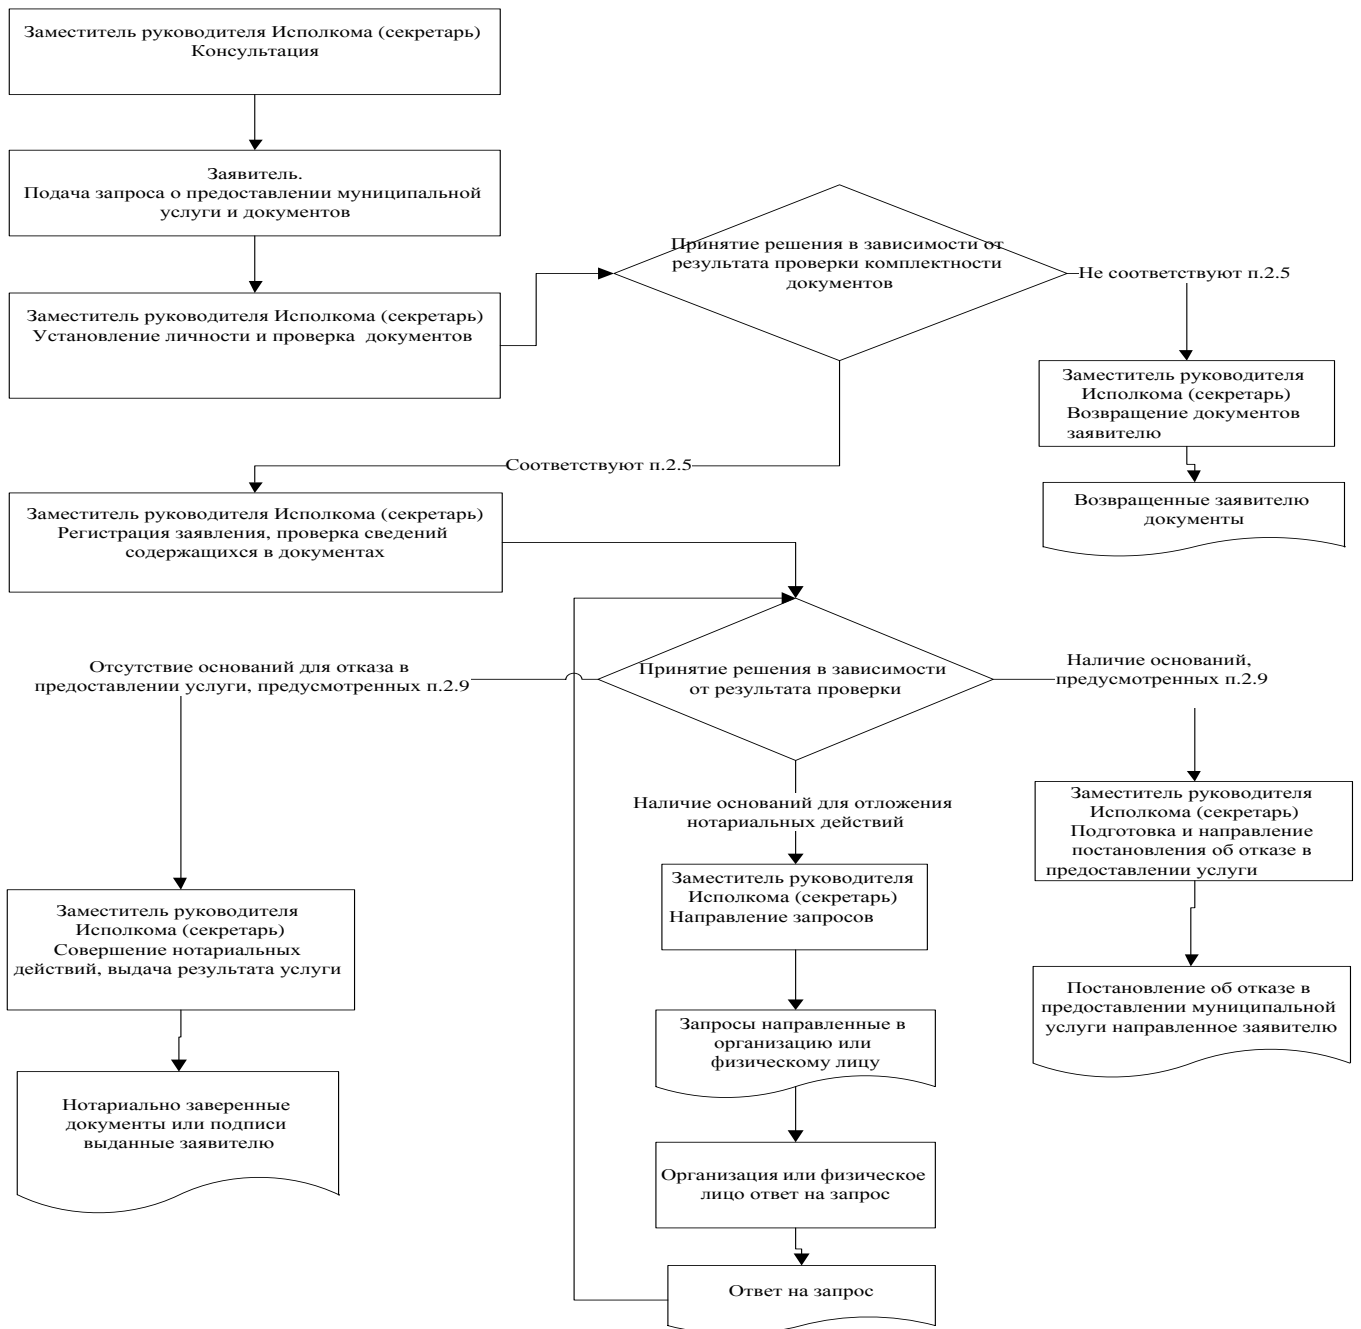 Заместитель руководителя Исполкома (секретарь)
Консультация
Заявитель.
Подача запроса о предоставлении муниципальной
услуги и документов
Заместитель руководителя Исполкома (секретарь)
Установление личности и проверка документов
Принятие решения в зависимости от
результата проверки комплектности
документов
Не соответствуют п.2.5
Заместитель руководителя
Исполкома (секретарь)
Возвращение документов
заявителю
Возвращенные заявителю
документы
Соответствуют п.2.5
Заместитель руководителя Исполкома (секретарь)
Регистрация заявления, проверка сведений
содержащихся в документах
Принятие решения в зависимости
от результата проверки
Отсутствие оснований для отказа в
предоставлении услуги, предусмотренных п.2.9
Наличие оснований,
предусмотренных п.2.9
Наличие оснований для отложения
нотариальных действий
Заместитель руководителя
Исполкома (секретарь)
Подготовка и направление
постановления об отказе в
предоставлении услуги
Заместитель руководителя
Исполкома (секретарь)
Направление запросов
Заместитель руководителя
Исполкома (секретарь)
Совершение нотариальных
действий, выдача результата услуги
Постановление об отказе в
предоставлении муниципальной
услуги направленное заявителю
Запросы направленные в
организацию или
физическому лицу
Нотариально заверенные
документы или подписи
выданные заявителю
Организация или физическое
лицо ответ на запрос
Ответ на запрос